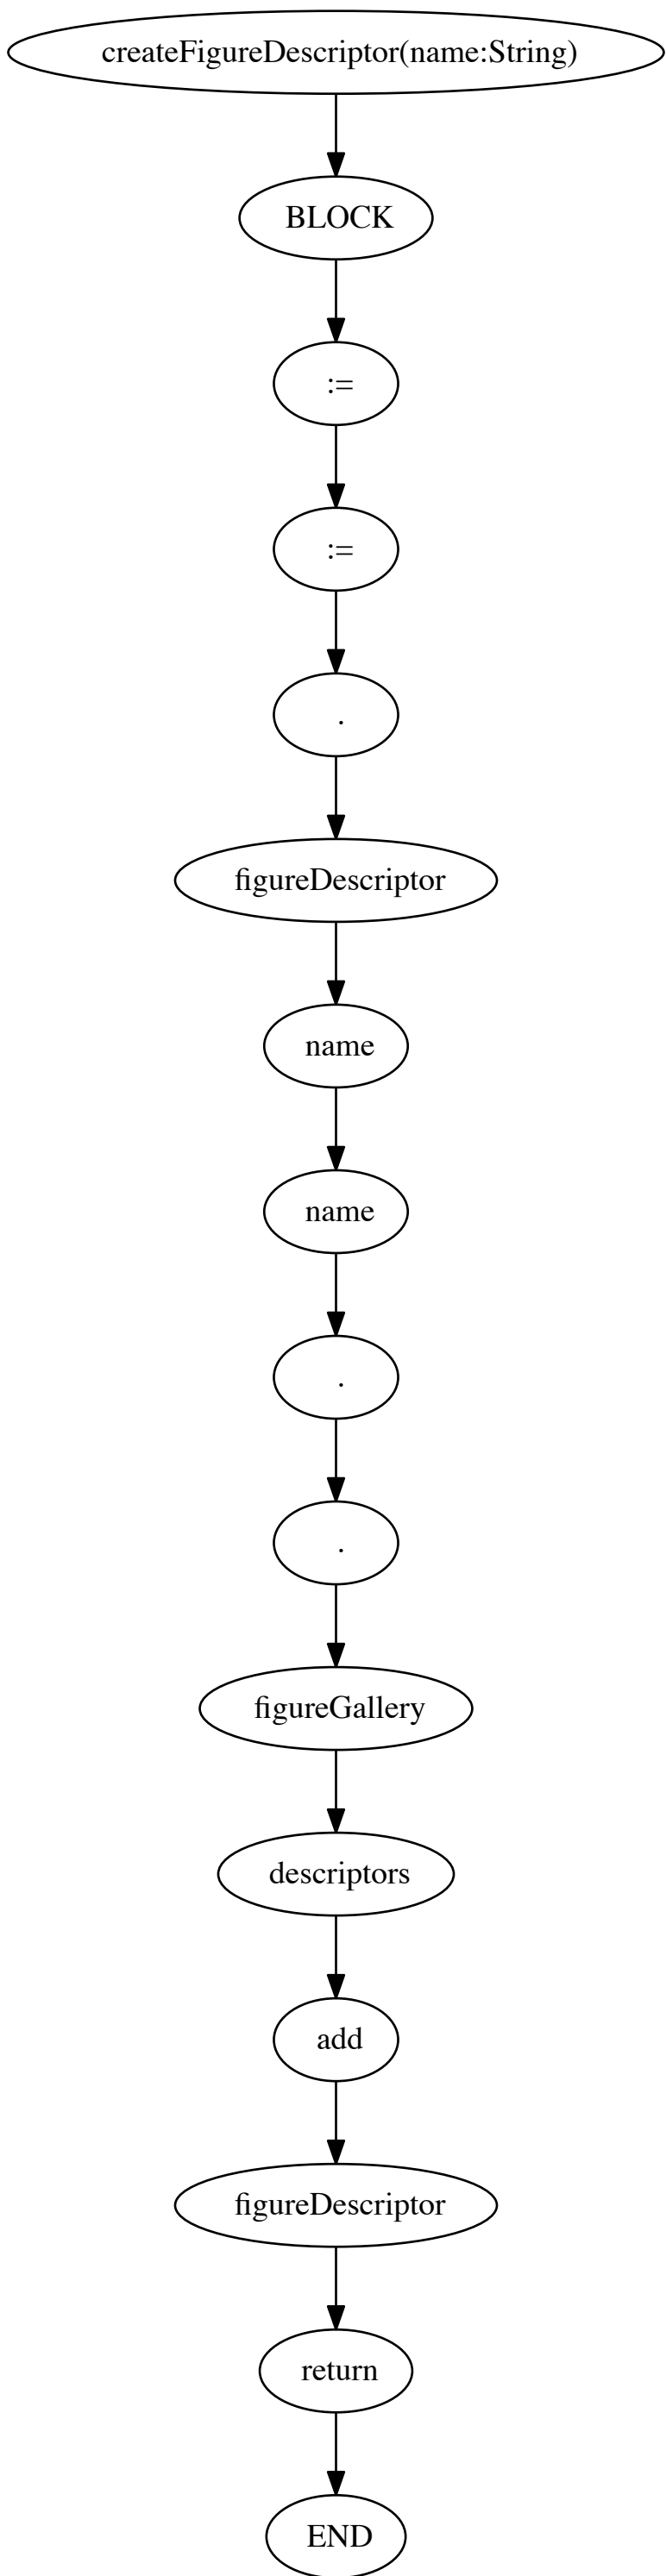 createFigureDescriptor(name:String)
BLOCK
:=
:=
.
figureDescriptor
name
name
.
.
figureGallery
descriptors
add
figureDescriptor
return
END